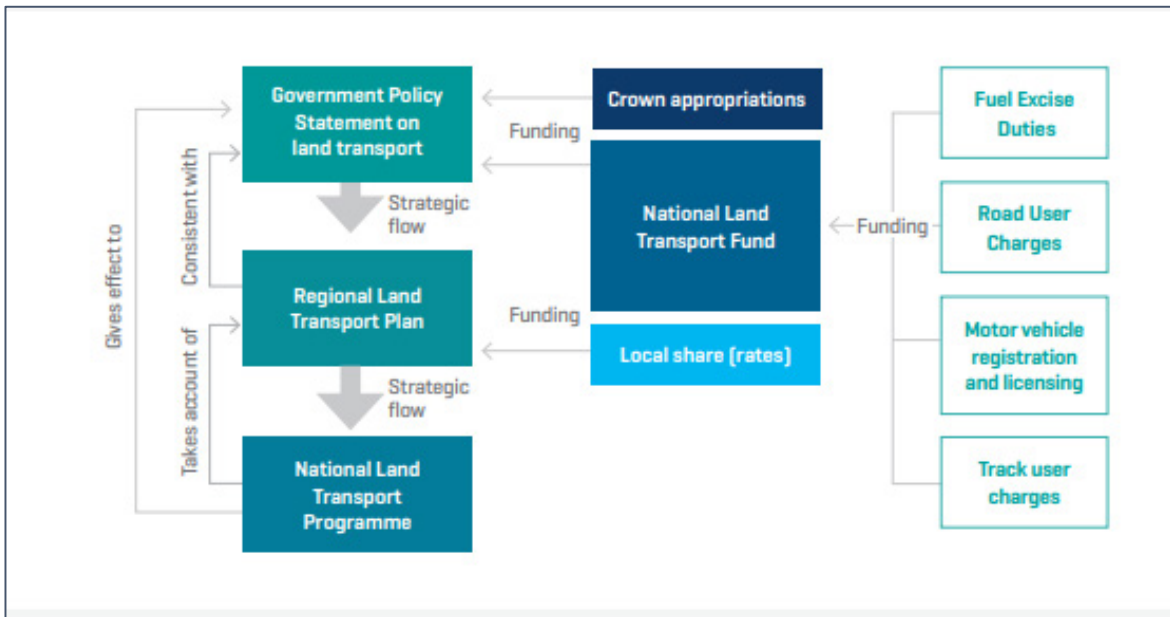 Government Policy
Statement on
land transport
Strategic
flow
Regional Land
Transport Plan
Strategic
flow
National Land
Transport
Programme
Gives effect to
Consistent with
Takes account of
Funding
Funding
Crown appropriations
National Land
Transport Fund
Local share (rates)
Funding
Fuel Excise
Duties
Road User
Charges
Motor vehicle
registration
and licensing
Track user
charges